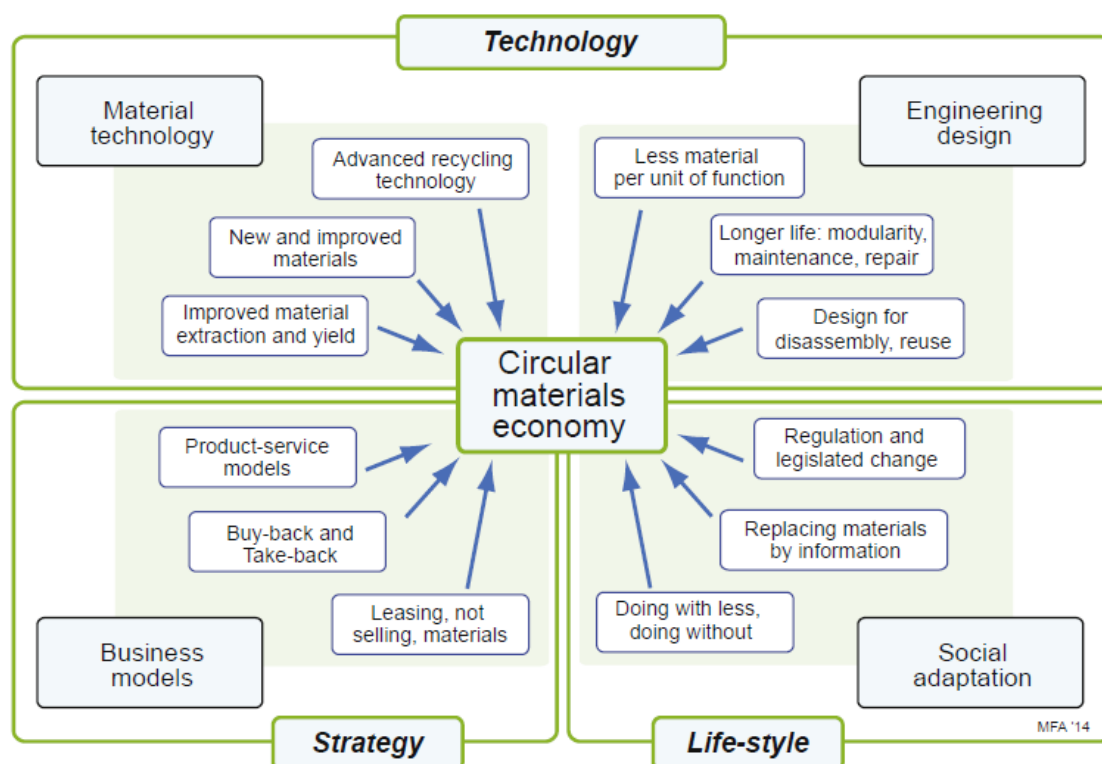 Technology
Material
technology
Engineering
design
Advanced recycling
technology
Less material
per unit of function
New and improved
materials
Longer life: modularity,
maintenance, repair
Improved material
extraction and yield
Design for
disassembly, reuse
Circular
materials
economy
Product-service
models
Regulation and
legislated change
Buy-back and
Take-back
Replacing materials
by information
Leasing, not
selling, materials
Doing with less,
doing without
Business
models
Social
adaptation
MFA '14
Strategy
Life-style